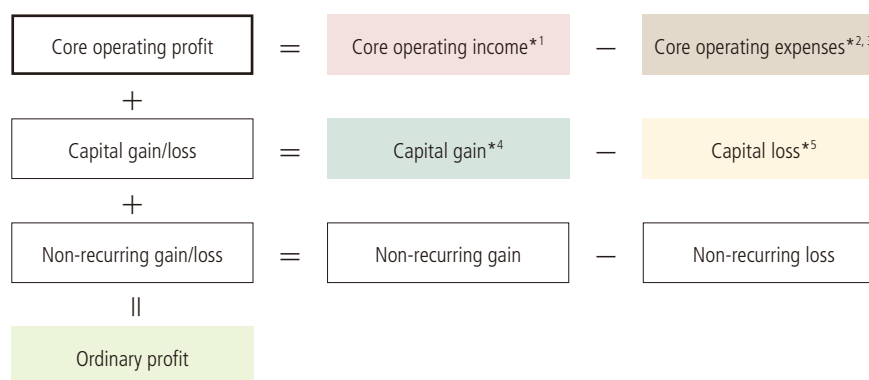 Core operating profit = Core operating income*1 − Core operating expenses*2, 3
+
Capital gain/loss = Capital gain*4 − Capital loss*5
+
Non-recurring gain/loss = Non-recurring gain − Non-recurring loss
=
Ordinary profit